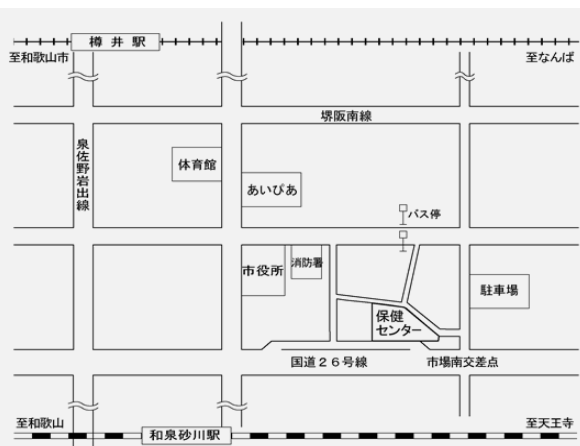 樽井駅
至和歌山市
至なんば
堺阪南線
泉佐野岩出線
体育館
あいぴあ
バス停
市役所
消防署
駐車場
保健
センター
国道２６号線
市場南交差点
至和歌山
至天王寺
和泉砂川駅